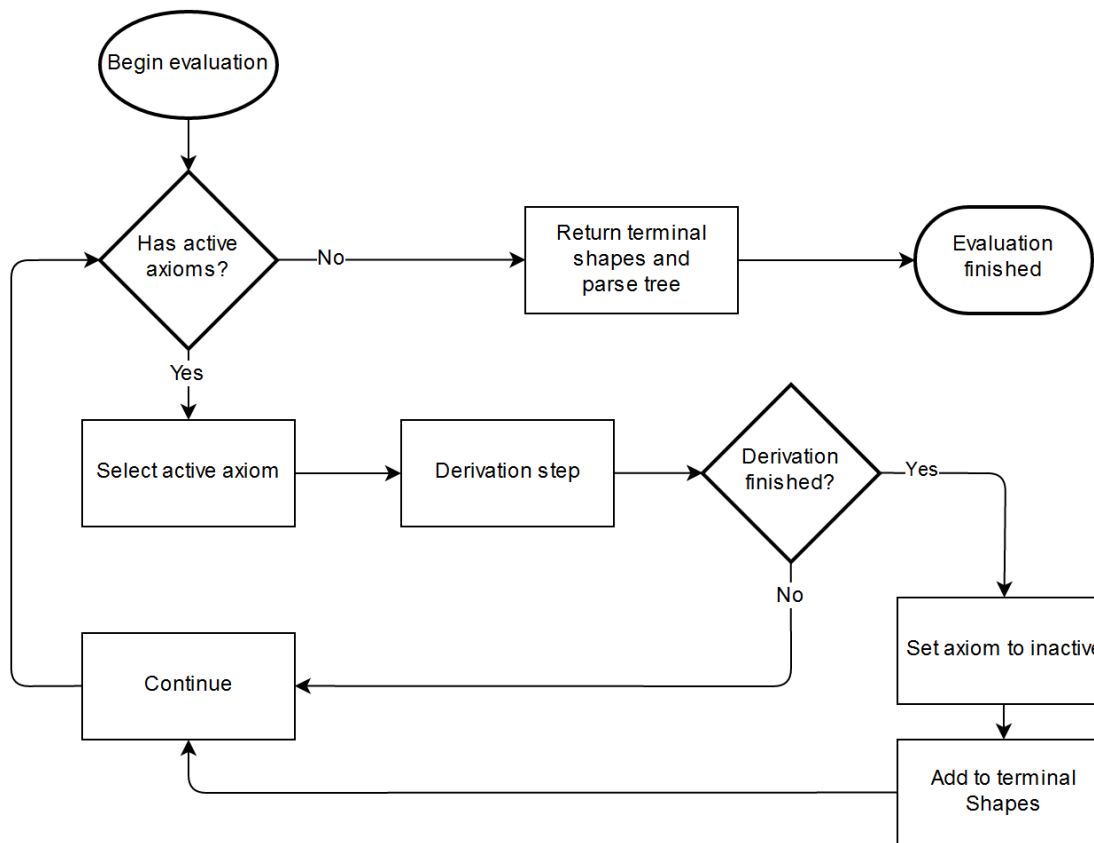 Begin evaluation
Has active
axioms?
No
Return terminal
shapes and
parse tree
Evaluation
finished
Yes
Select active axiom
Derivation step
Derivation
finished?
Yes
No
Set axiom to inactive
Continue
Add to terminal
Shapes